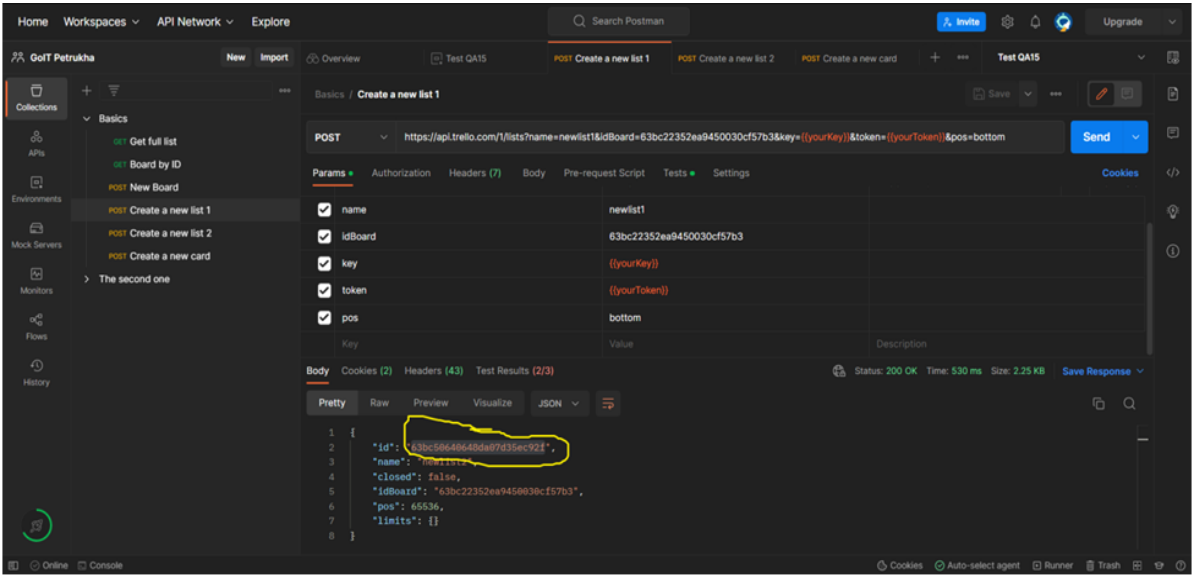 Home Workspaces API Network Explore Search Postman Invite Upgrade
GoIT Petrukha New Import Overview Test QA15 POST Create a new list 1 POST Create a new list 2 POST Create a new card Test QA15
Collections
APIs
Environments
Mock Servers
Monitors
Flows
History
Basics
GET Get full list
GET Board by ID
POST New Board
POST Create a new list 1
POST Create a new list 2
POST Create a new card
The second one
Basics / Create a new list 1 Save
POST https://api.trello.com/1/lists?name=newlist1&idBoard=63bc22352ea9450030cf57b3&key={{yourKey}}&token={{yourToken}}&pos=bottom Send
Params Authorization Headers (7) Body Pre-request Script Tests Settings Cookies
name newlist1
idBoard 63bc22352ea9450030cf57b3
key {{yourKey}}
token {{yourToken}}
pos bottom
Key Value Description
Body Cookies (2) Headers (43) Test Results (2/3) Status: 200 OK Time: 530 ms Size: 2.25 KB Save Response
Pretty Raw Preview Visualize JSON
1 {
2 "id": "63bc50640648da07d35ec92f",
3 "name":
4 "closed": false,
5 "idBoard": "63bc22352ea9450030cf57b3",
6 "pos": 65536,
7 "limits": {}
8 }
Online Console Cookies Auto-select agent Runner Trash